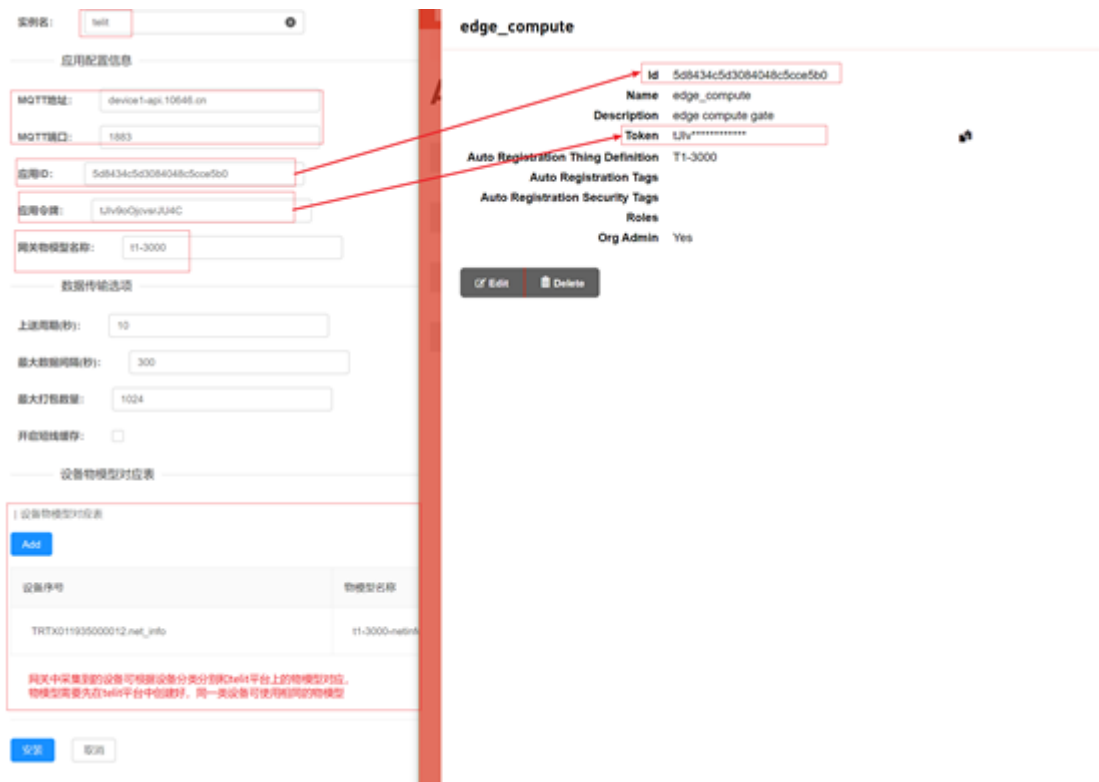 实例名: telit
应用配置信息
MQTT地址: device1-api.10646.cn
MQTT端口: 1883
应用ID: 5d8434c5d3084048c5cce5b0
应用令牌: tJIv9oOjcvsrJU4C
网关物模型名称: t1-3000
数据传输选项
上送周期(秒): 10
最大数据间隔(秒): 300
最大打包数量: 1024
开启短线缓存:
设备物模型对应表
| 设备物模型对应表
Add
设备序号 物模型名称
TRTX011935000012.net_info t1-3000-netinfo
网关中采集到的设备可根据设备分类分别和telit平台上的物模型对应,
物模型需要先在telit平台中创建好, 同一类设备可使用相同的物模型
安装 取消
edge_compute
Id 5d8434c5d3084048c5cce5b0
Name edge_compute
Description edge compute gate
Token tJIv*************
Auto Registration Thing Definition T1-3000
Auto Registration Tags
Auto Registration Security Tags
Roles
Org Admin Yes
Edit Delete